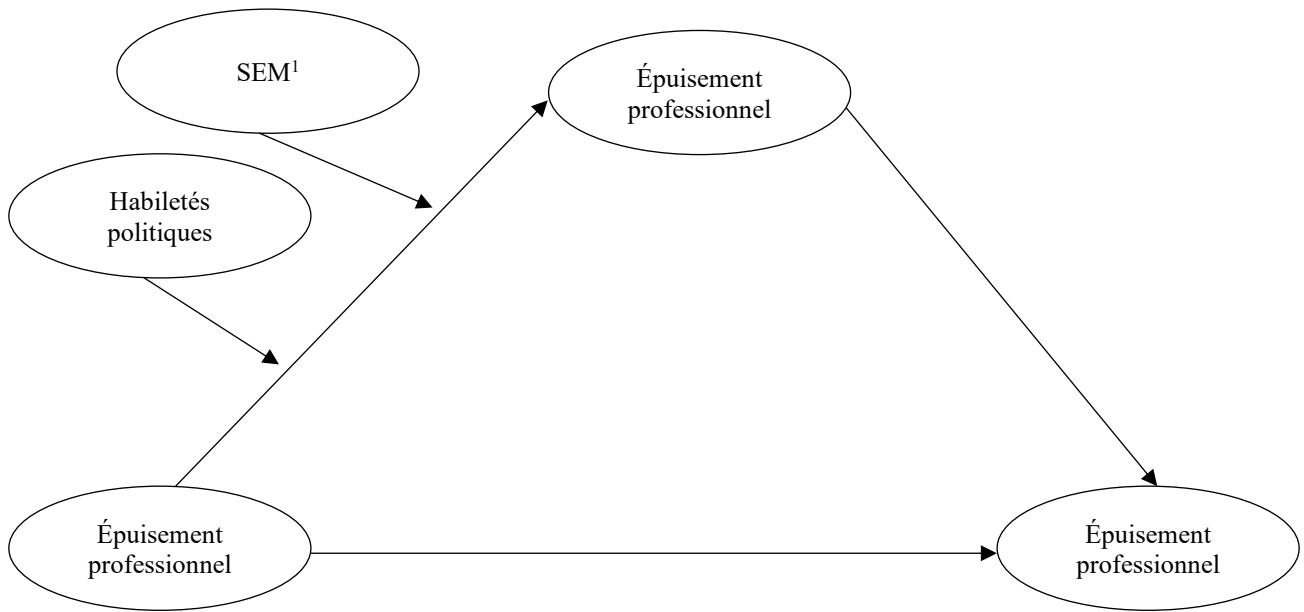 SEM¹
Épuisement
professionnel
Habiletés
politiques
Épuisement
professionnel
Épuisement
professionnel